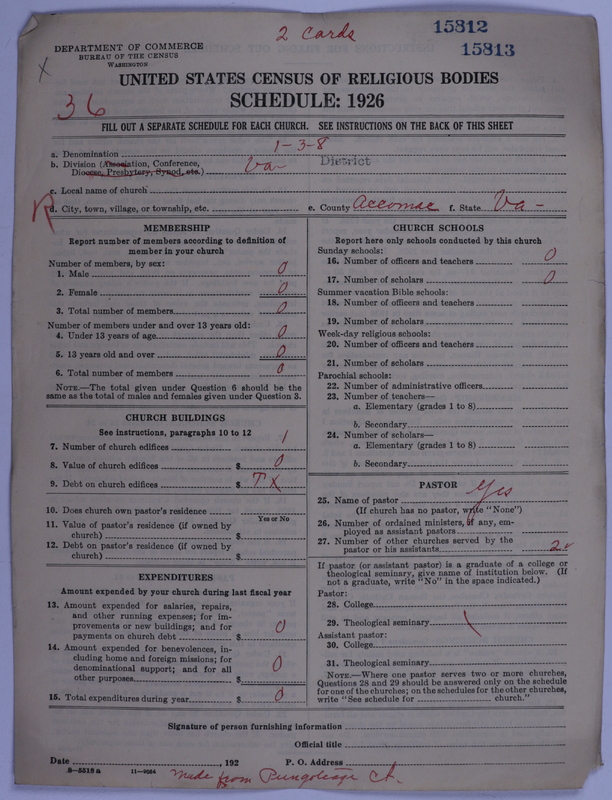 2 cards
15812
15813
X
DEPARTMENT OF COMMERCE
BUREAU OF THE CENSUS
WASHINGTON
UNITED STATES CENSUS OF RELIGIOUS BODIES
SCHEDULE: 1926
36
FILL OUT A SEPARATE SCHEDULE FOR EACH CHURCH. SEE INSTRUCTIONS ON THE BACK OF THIS SHEET
a. Denomination 1-3-8
b. Division (Association, Conference, Diocese, Presbytery, Synod, etc.) Va- District
c. Local name of church
R
d. City, town, village, or township, etc. e. County Accomac f. State Va-
MEMBERSHIP
Report number of members according to definition of
member in your church
Number of members, by sex:
1. Male 0
2. Female 0
3. Total number of members 0
Number of members under and over 13 years old:
4. Under 13 years of age 0
5. 13 years old and over 0
6. Total number of members 0
NOTE.—The total given under Question 6 should be the
same as the total of males and females given under Question 3.
CHURCH BUILDINGS
See instructions, paragraphs 10 to 12
7. Number of church edifices 1
8. Value of church edifices $ 0
9. Debt on church edifices $ TX
10. Does church own pastor's residence
Yes or No
11. Value of pastor's residence (if owned by
church) $
12. Debt on pastor's residence (if owned by
church) $
EXPENDITURES
Amount expended by your church during last fiscal year
13. Amount expended for salaries, repairs,
and other running expenses; for im-
provements or new buildings; and for
payments on church debt $ 0
14. Amount expended for benevolences, in-
cluding home and foreign missions; for
denominational support; and for all
other purposes $ 0
15. Total expenditures during year $ 0
CHURCH SCHOOLS
Report here only schools conducted by this church
Sunday schools:
16. Number of officers and teachers 0
17. Number of scholars 0
Summer vacation Bible schools:
18. Number of officers and teachers
19. Number of scholars
Week-day religious schools:
20. Number of officers and teachers
21. Number of scholars
Parochial schools:
22. Number of administrative officers
23. Number of teachers—
a. Elementary (grades 1 to 8)
b. Secondary
24. Number of scholars—
a. Elementary (grades 1 to 8)
b. Secondary
PASTOR
25. Name of pastor Yes
(If church has no pastor, write "None")
26. Number of ordained ministers, if any, em-
ployed as assistant pastors
27. Number of other churches served by the
pastor or his assistants 2
If pastor (or assistant pastor) is a graduate of a college or
theological seminary, give name of institution below. (If
not a graduate, write "No" in the space indicated.)
Pastor:
28. College
29. Theological seminary \
Assistant pastor:
30. College
31. Theological seminary
NOTE.—Where one pastor serves two or more churches,
Questions 28 and 29 should be answered only on the schedule
for one of the churches; on the schedules for the other churches,
write "See schedule for church."
Signature of person furnishing information
Official title
Date , 192 P. O. Address
8-5518 a 11-9064
Made from Pungoteague Ch.